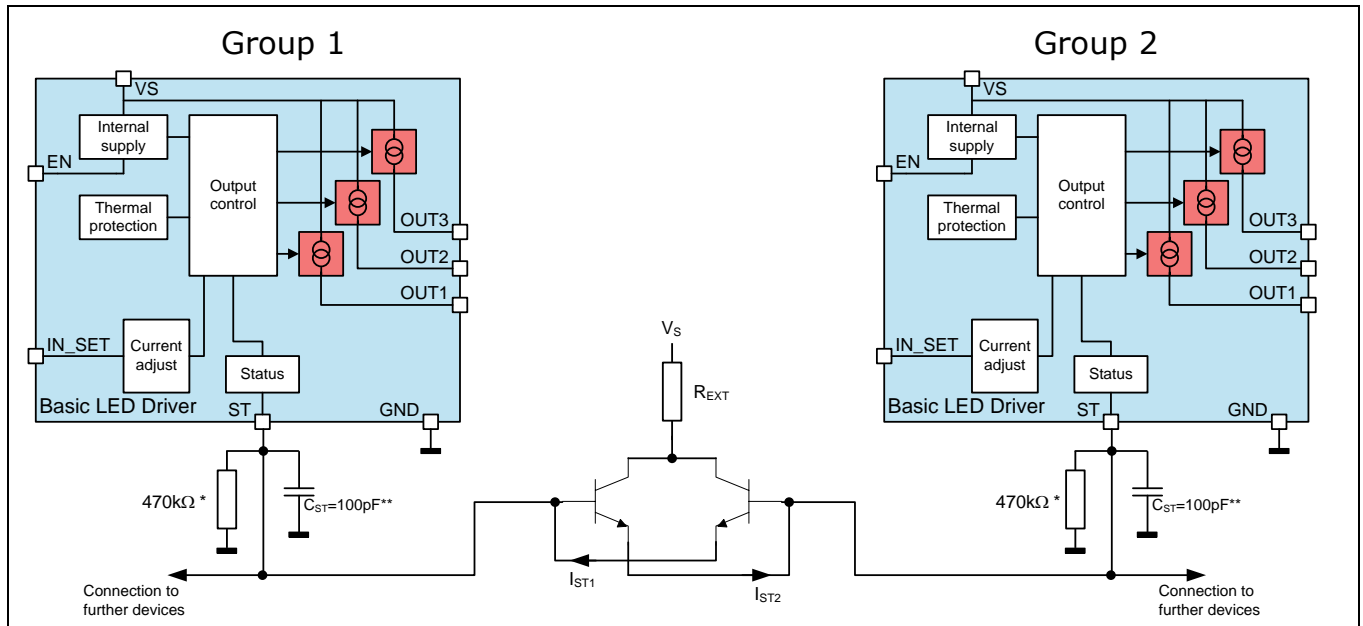 Group 1
VS
Internal
supply
EN
Output
control
Thermal
protection
OUT3
OUT2
OUT1
IN_SET
Current
adjust
Status
Basic LED Driver
ST
GND
470kΩ *
CST=100pF**
Connection to
further devices
VS
REXT
IST1
IST2
Group 2
VS
Internal
supply
EN
Output
control
Thermal
protection
OUT3
OUT2
OUT1
IN_SET
Current
adjust
Status
Basic LED Driver
ST
GND
470kΩ *
CST=100pF**
Connection to
further devices